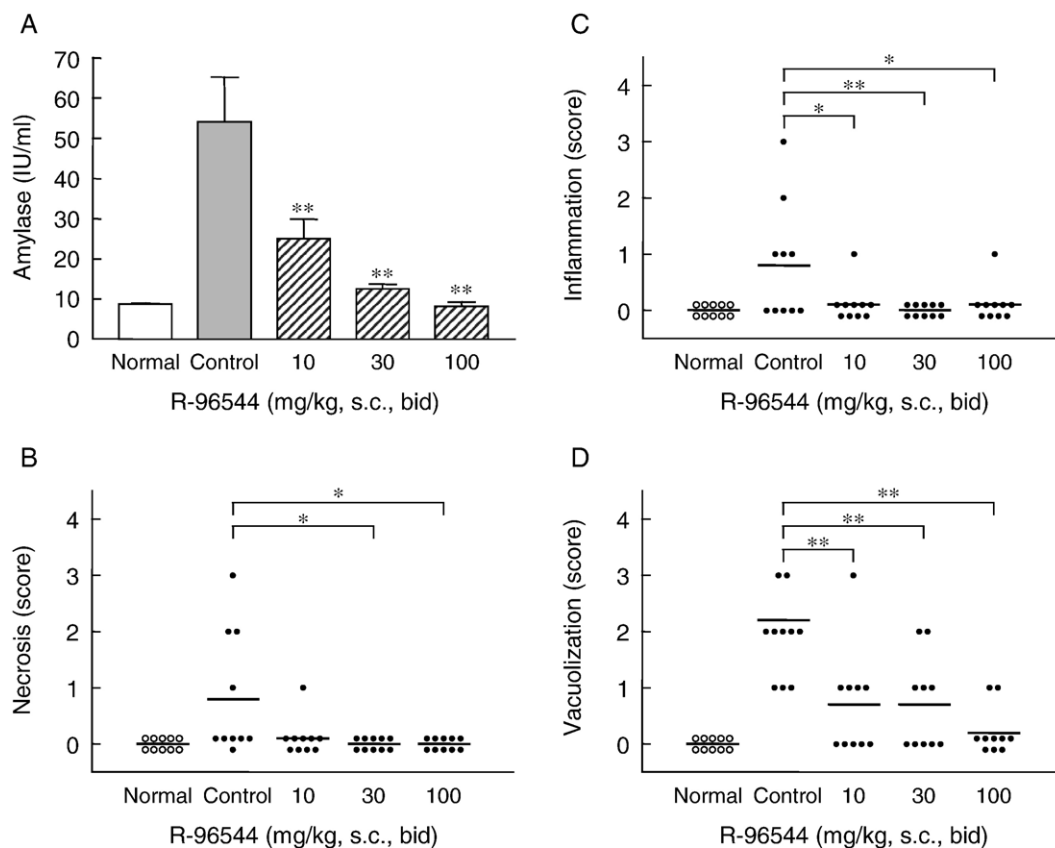 A
Amylase (IU/ml)
70
60
50
40
30
20
10
0
**
**
**
Normal Control 10 30 100
R-96544 (mg/kg, s.c., bid)
C
Inflammation (score)
4
3
2
1
0
*
**
*
Normal Control 10 30 100
R-96544 (mg/kg, s.c., bid)
B
Necrosis (score)
4
3
2
1
0
*
*
Normal Control 10 30 100
R-96544 (mg/kg, s.c., bid)
D
Vacuolization (score)
4
3
2
1
0
**
**
**
Normal Control 10 30 100
R-96544 (mg/kg, s.c., bid)